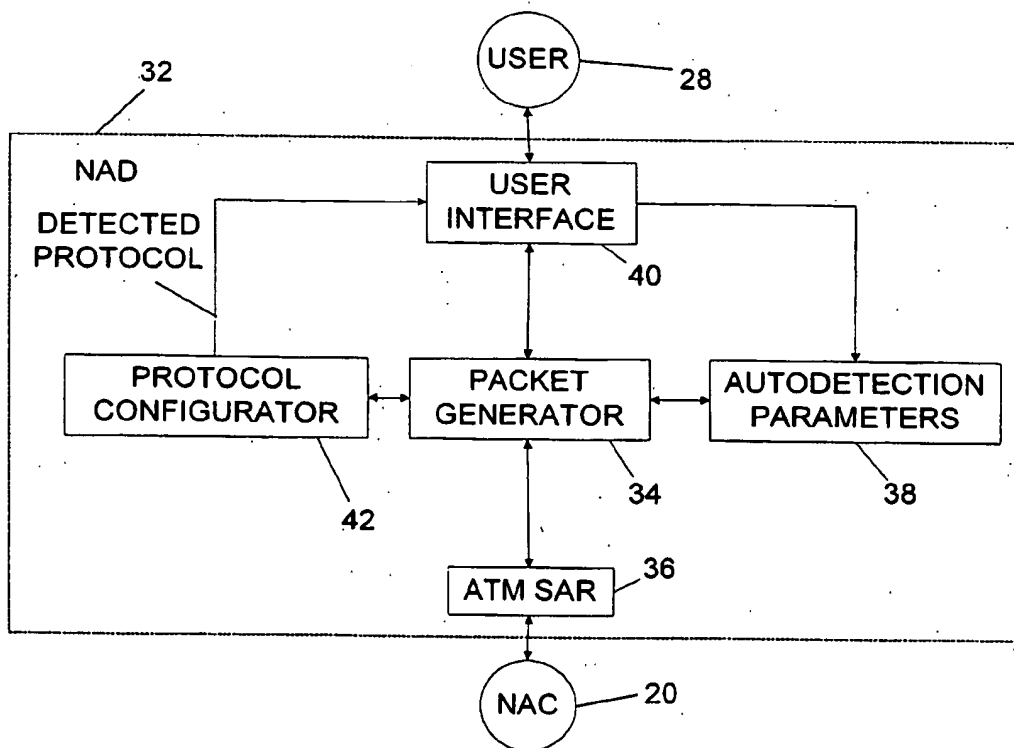 USER
28
32
NAD
DETECTED
PROTOCOL
USER
INTERFACE
40
PROTOCOL
CONFIGURATOR
42
PACKET
GENERATOR
34
AUTODETECTION
PARAMETERS
38
ATM SAR
36
NAC
20